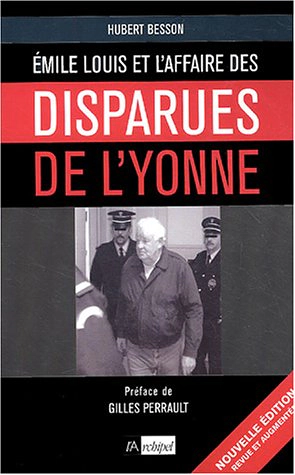 HUBERT BESSON
ÉMILE LOUIS ET L'AFFAIRE DES
DISPARUES
DE L'YONNE
Préface de
GILLES PERRAULT
l'Archipel
NOUVELLE ÉDITION
REVUE ET AUGMENTÉE